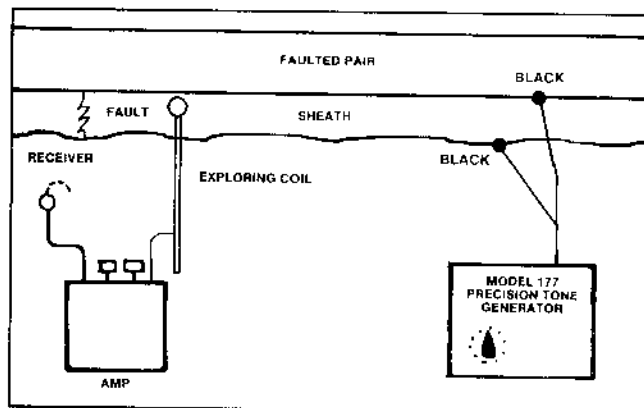 FAULTED PAIR
BLACK
FAULT
SHEATH
RECEIVER
BLACK
EXPLORING COIL
MODEL 177
PRECISION TONE
GENERATOR
AMP